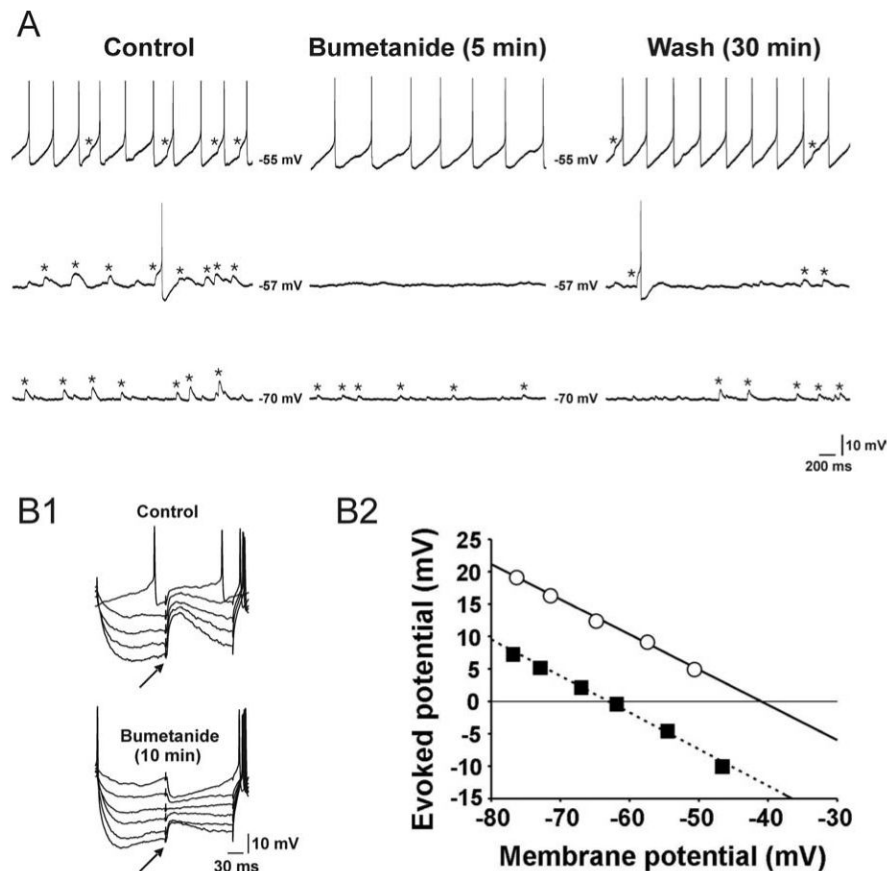 A
Control Bumetanide (5 min) Wash (30 min)
* * * * -55 mV -55 mV * *
* * * * * * * * -57 mV -57 mV * * *
* * * * * * * -70 mV * * * * * * -70 mV * * * * *
10 mV
200 ms
B1
Control
Bumetanide
(10 min)
10 mV
30 ms
B2
Evoked potential (mV)
25
20
15
10
5
0
-5
-10
-15
-80 -70 -60 -50 -40 -30
Membrane potential (mV)